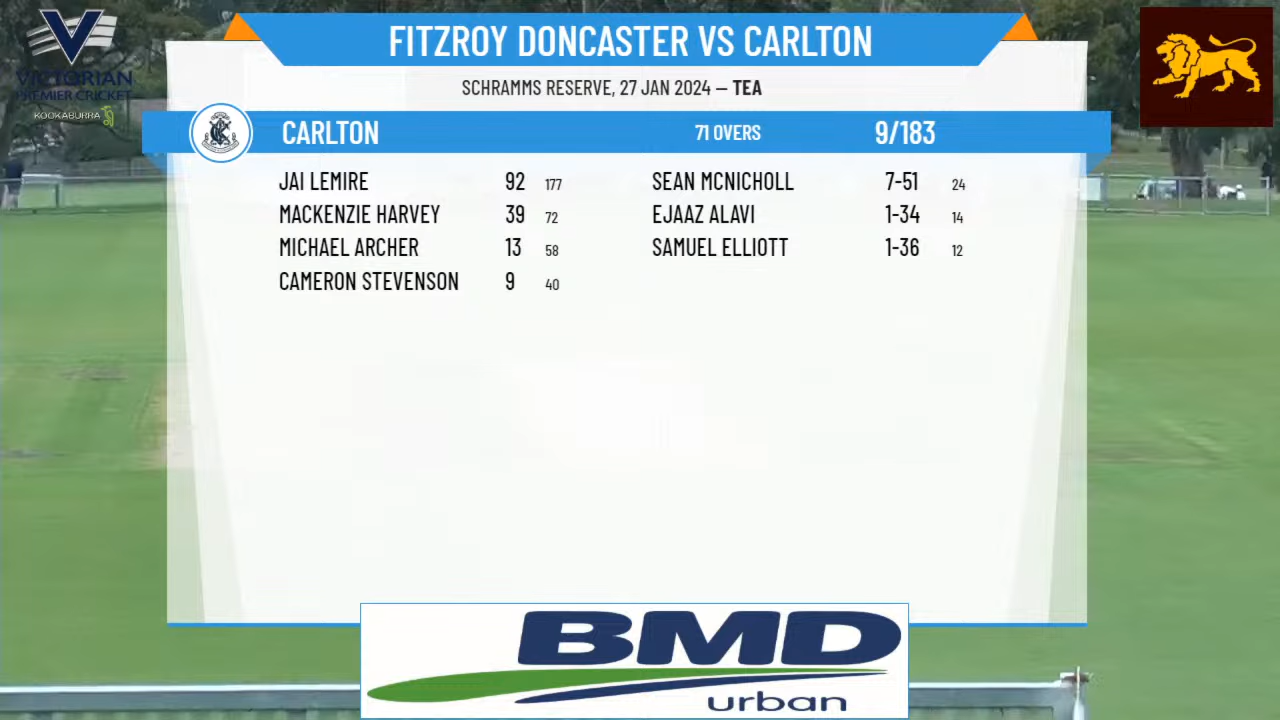 FITZROY DONCASTER VS CARLTON
VICTORIAN
PREMIER CRICKET
KOOKABURRA
SCHRAMMS RESERVE, 27 JAN 2024 – TEA
CARLTON 71 OVERS 9/183
JAI LEMIRE 92 177 SEAN MCNICHOLL 7-51 24
MACKENZIE HARVEY 39 72 EJAAZ ALAVI 1-34 14
MICHAEL ARCHER 13 58 SAMUEL ELLIOTT 1-36 12
CAMERON STEVENSON 9 40
BMD
urban